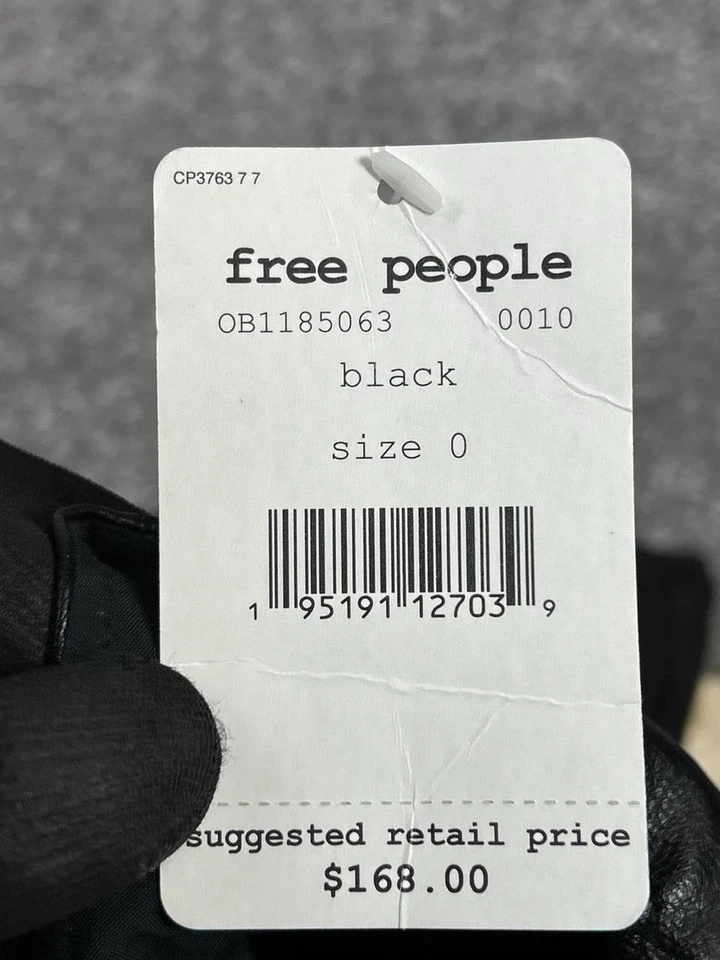 CP3763 7 7
free people
OB1185063 0010
black
size 0
1 95191 12703 9
suggested retail price
$168.00